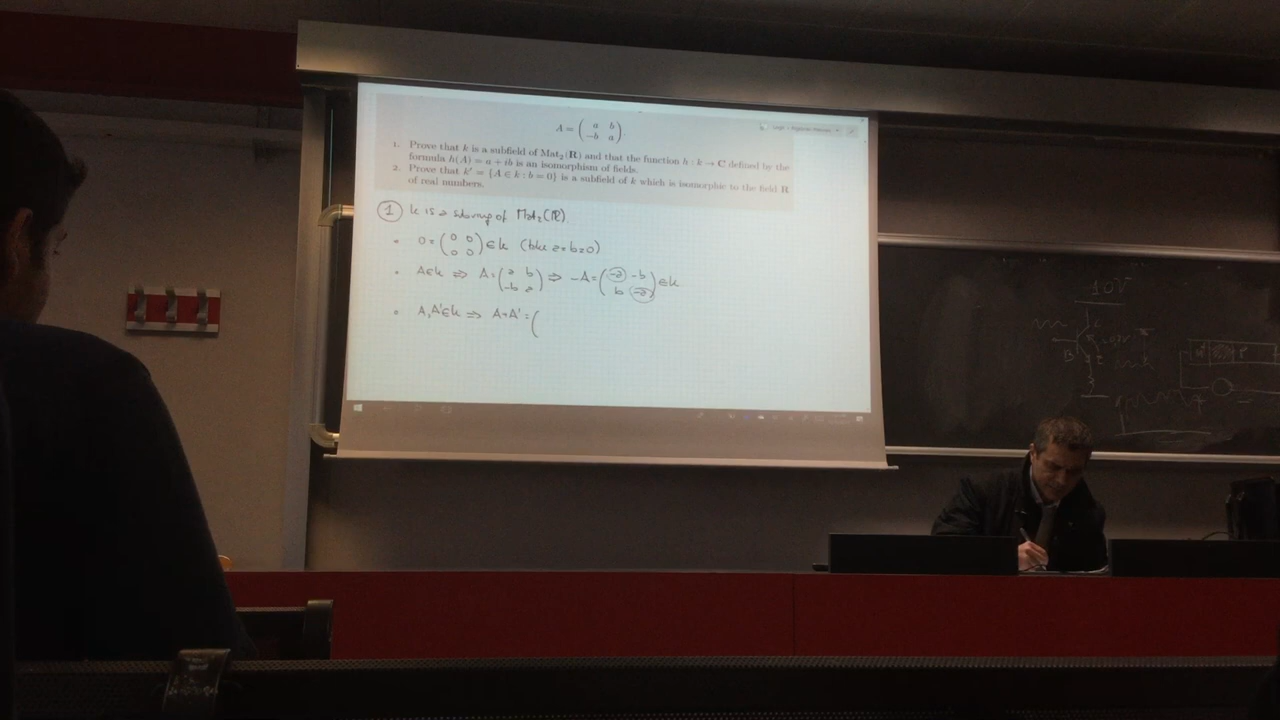 A = ( a b
-b a ).
1. Prove that k is a subfield of Mat₂(R) and that the function h : k → C defined by the
formula h(A) = a + ib is an isomorphism of fields.
2. Prove that k′ = {A ∈ k : b = 0} is a subfield of k which is isomorphic to the field R
of real numbers.
① k is a subring of Mat₂(R).
• 0 = ( 0 0
0 0 ) ∈ k (take a=b=0)
• A∈k ⇒ A = ( a b
-b a ) ⇒ -A = ( -a -b
b -a ) ∈ k
• A, A'∈k ⇒ A+A' = (
10V